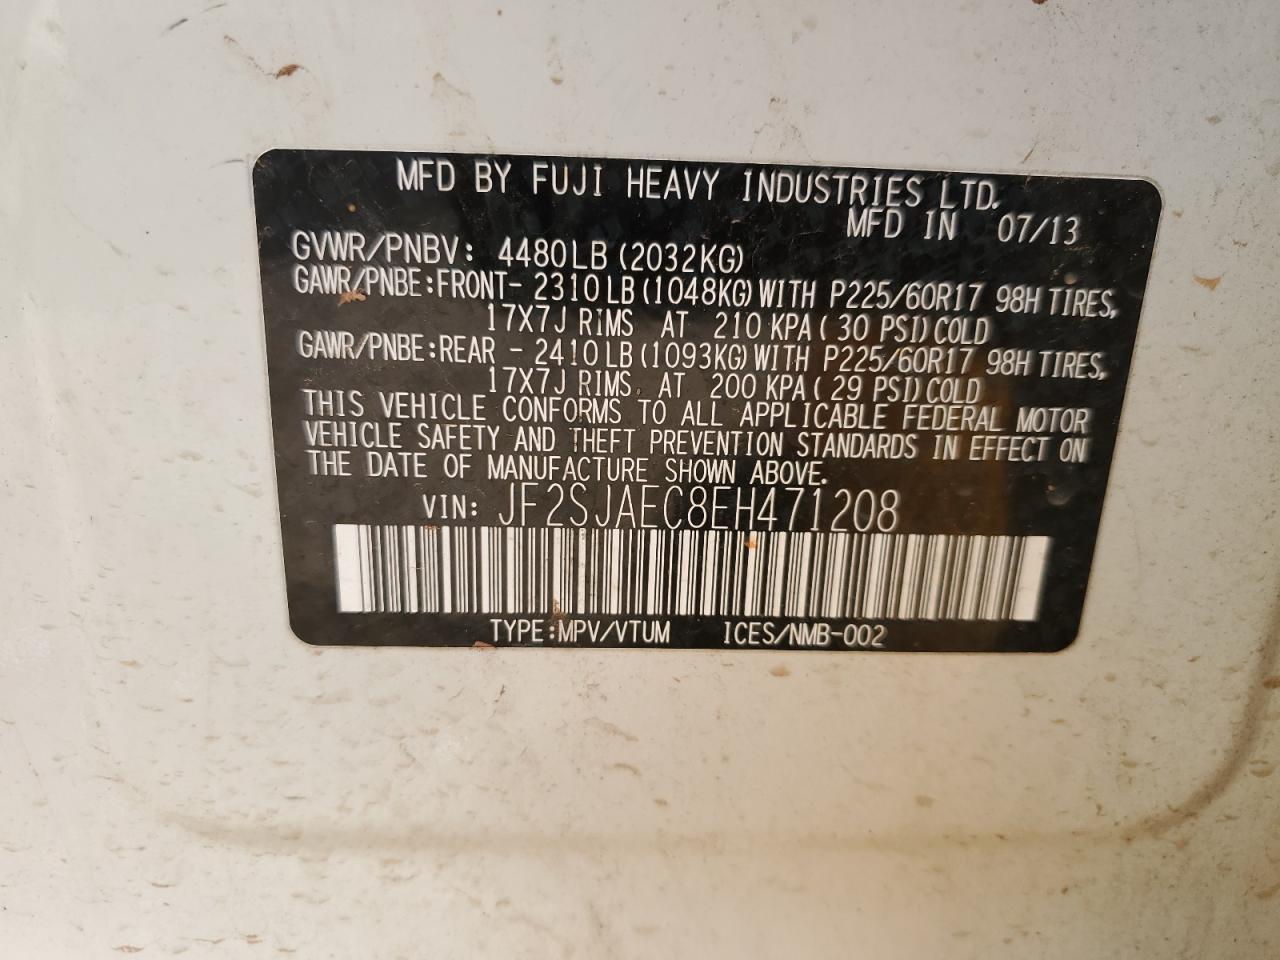 MFD BY FUJI HEAVY INDUSTRIES LTD.
MFD IN 07/13
GVWR/PNBV: 4480LB (2032KG)
GAWR/PNBE:FRONT- 2310LB (1048KG) WITH P225/60R17 98H TIRES,
17X7J RIMS AT 210 KPA ( 30 PSI) COLD
GAWR/PNBE:REAR - 2410LB (1093KG) WITH P225/60R17 98H TIRES,
17X7J RIMS AT 200 KPA ( 29 PSI) COLD
THIS VEHICLE CONFORMS TO ALL APPLICABLE FEDERAL MOTOR
VEHICLE SAFETY AND THEFT PREVENTION STANDARDS IN EFFECT ON
THE DATE OF MANUFACTURE SHOWN ABOVE.
VIN: JF2SJAEC8EH471208
TYPE:MPV/VTUM ICES/NMB-002